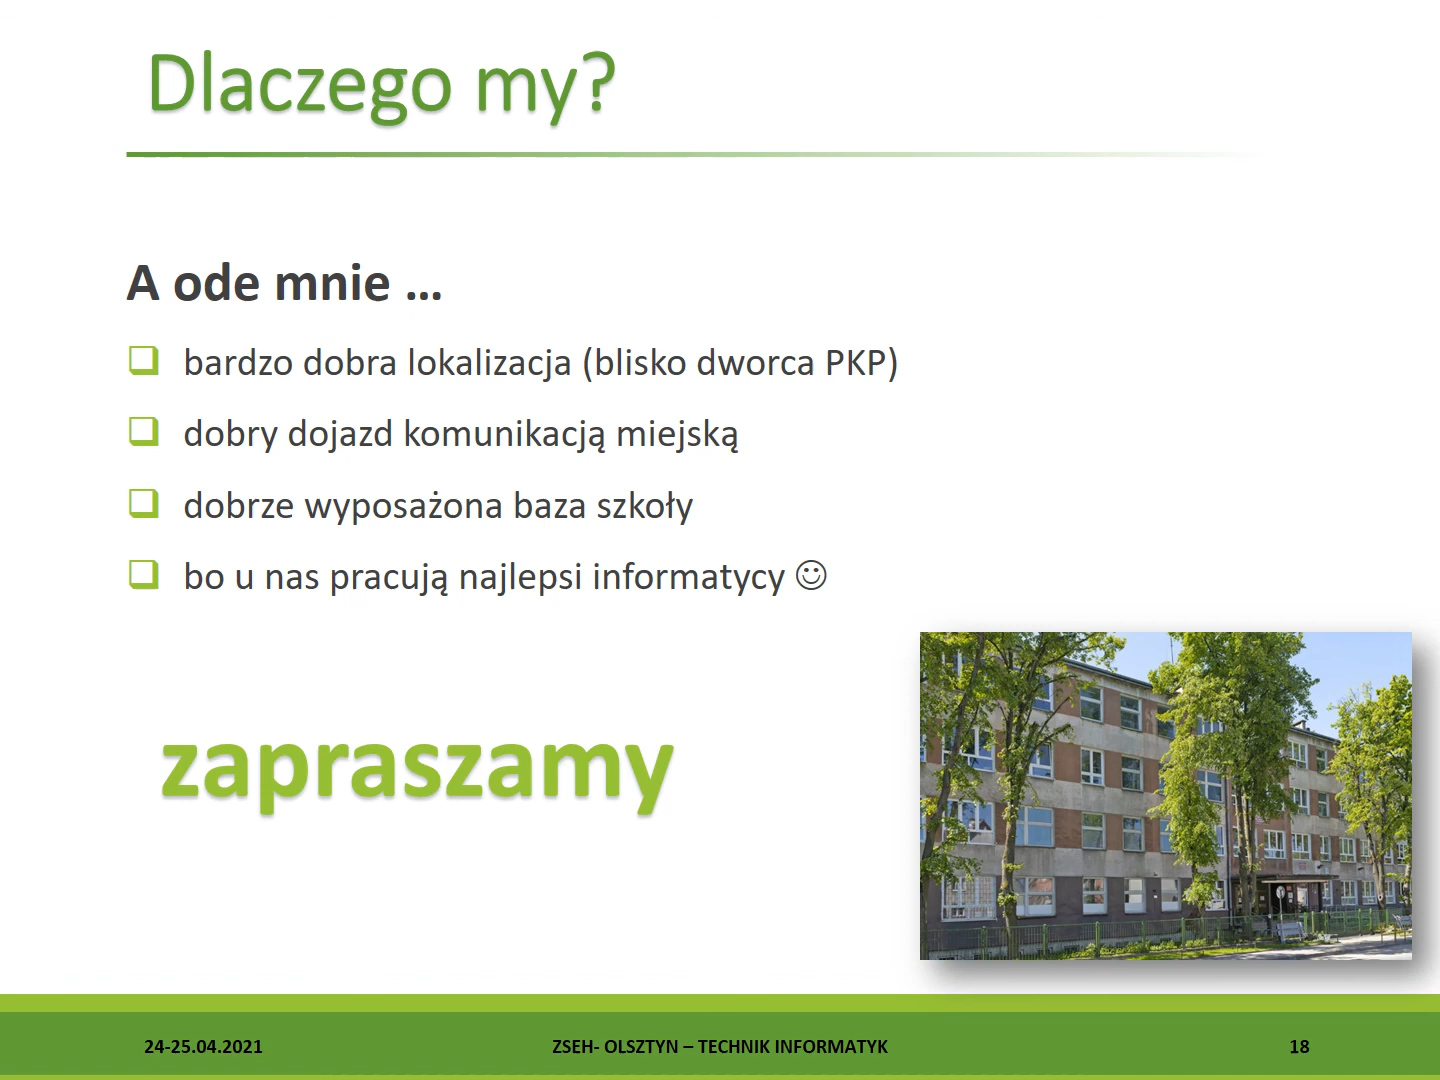 Dlaczego my?
A ode mnie ...
bardzo dobra lokalizacja (blisko dworca PKP)
dobry dojazd komunikacją miejską
dobrze wyposażona baza szkoły
bo u nas pracują najlepsi informatycy ☺
zapraszamy
24-25.04.2021
ZSEH- OLSZTYN – TECHNIK INFORMATYK
18